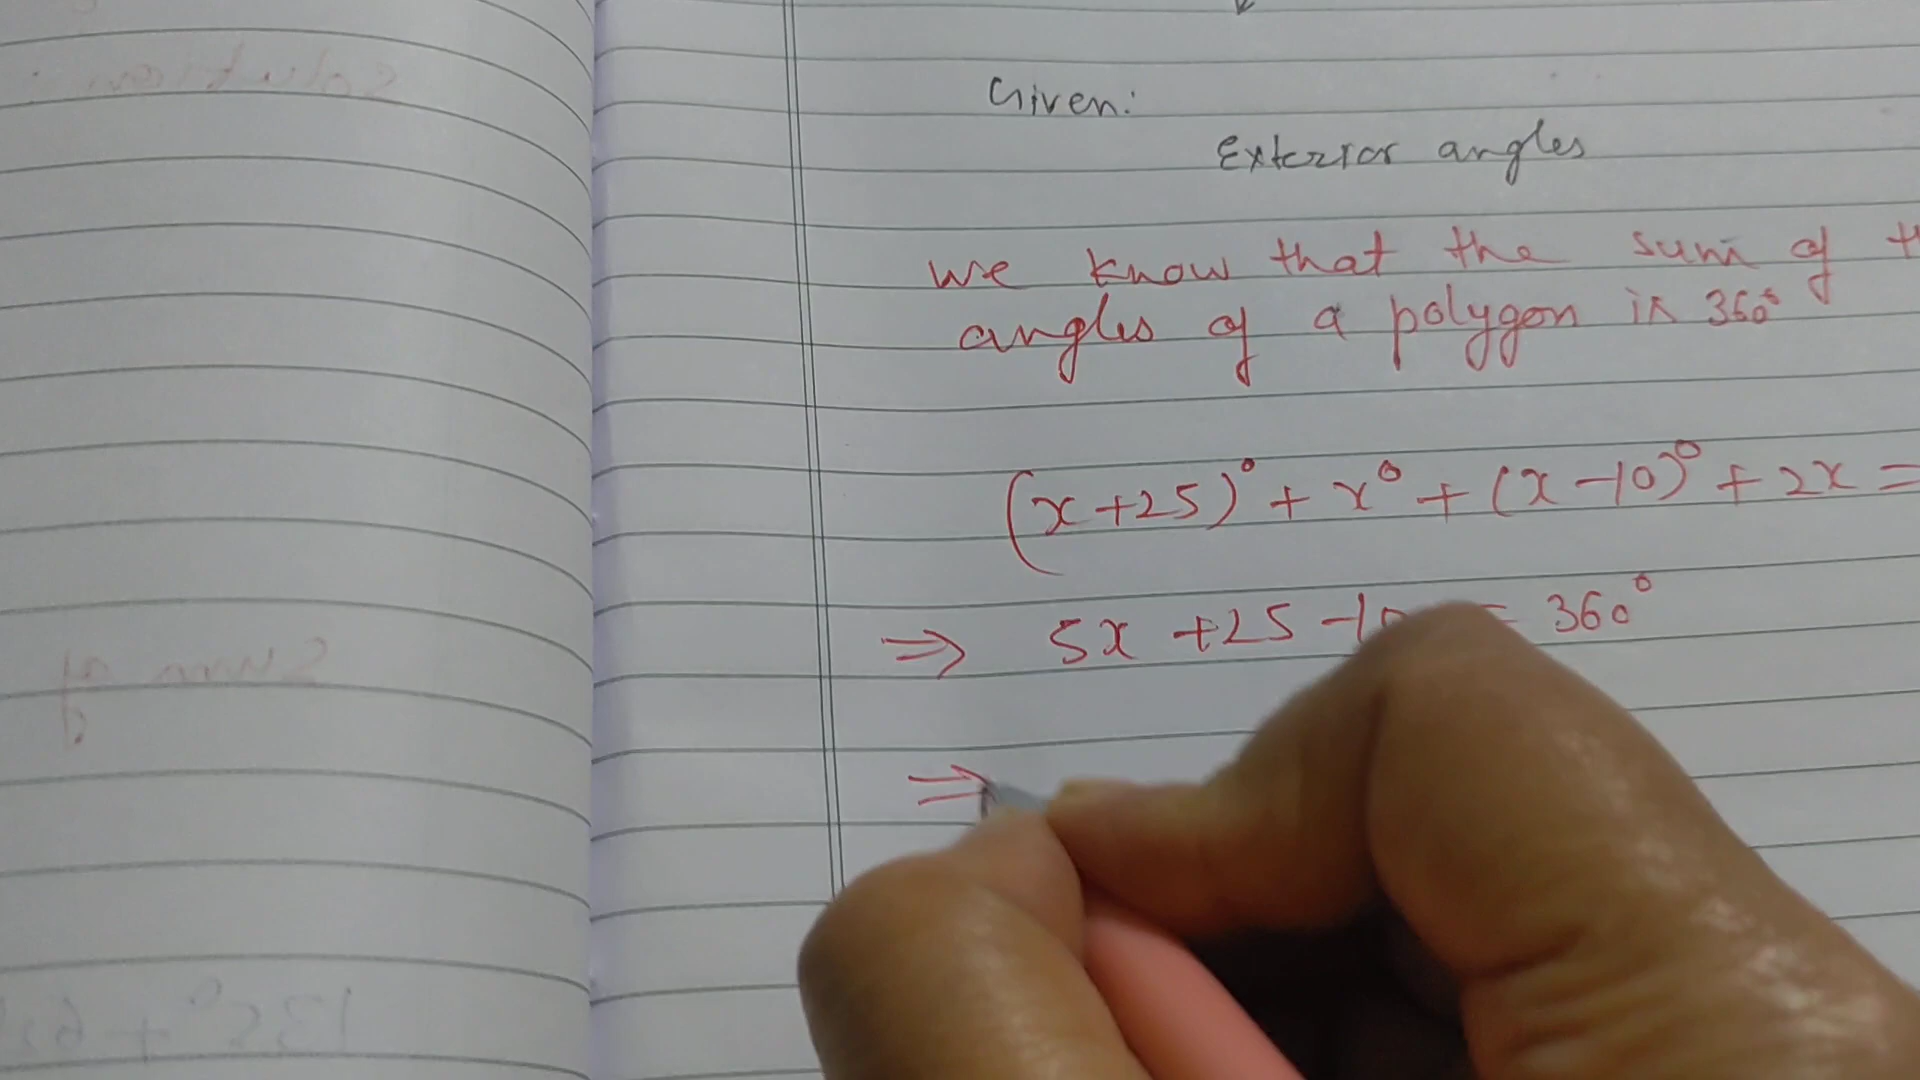 Given:
Exterior angles
We know that the sum of
angles of a polygon is 360°
(x+25)° + x° + (x-10)° + 2x =
⇒ 5x +25 -10 = 360°
⇒